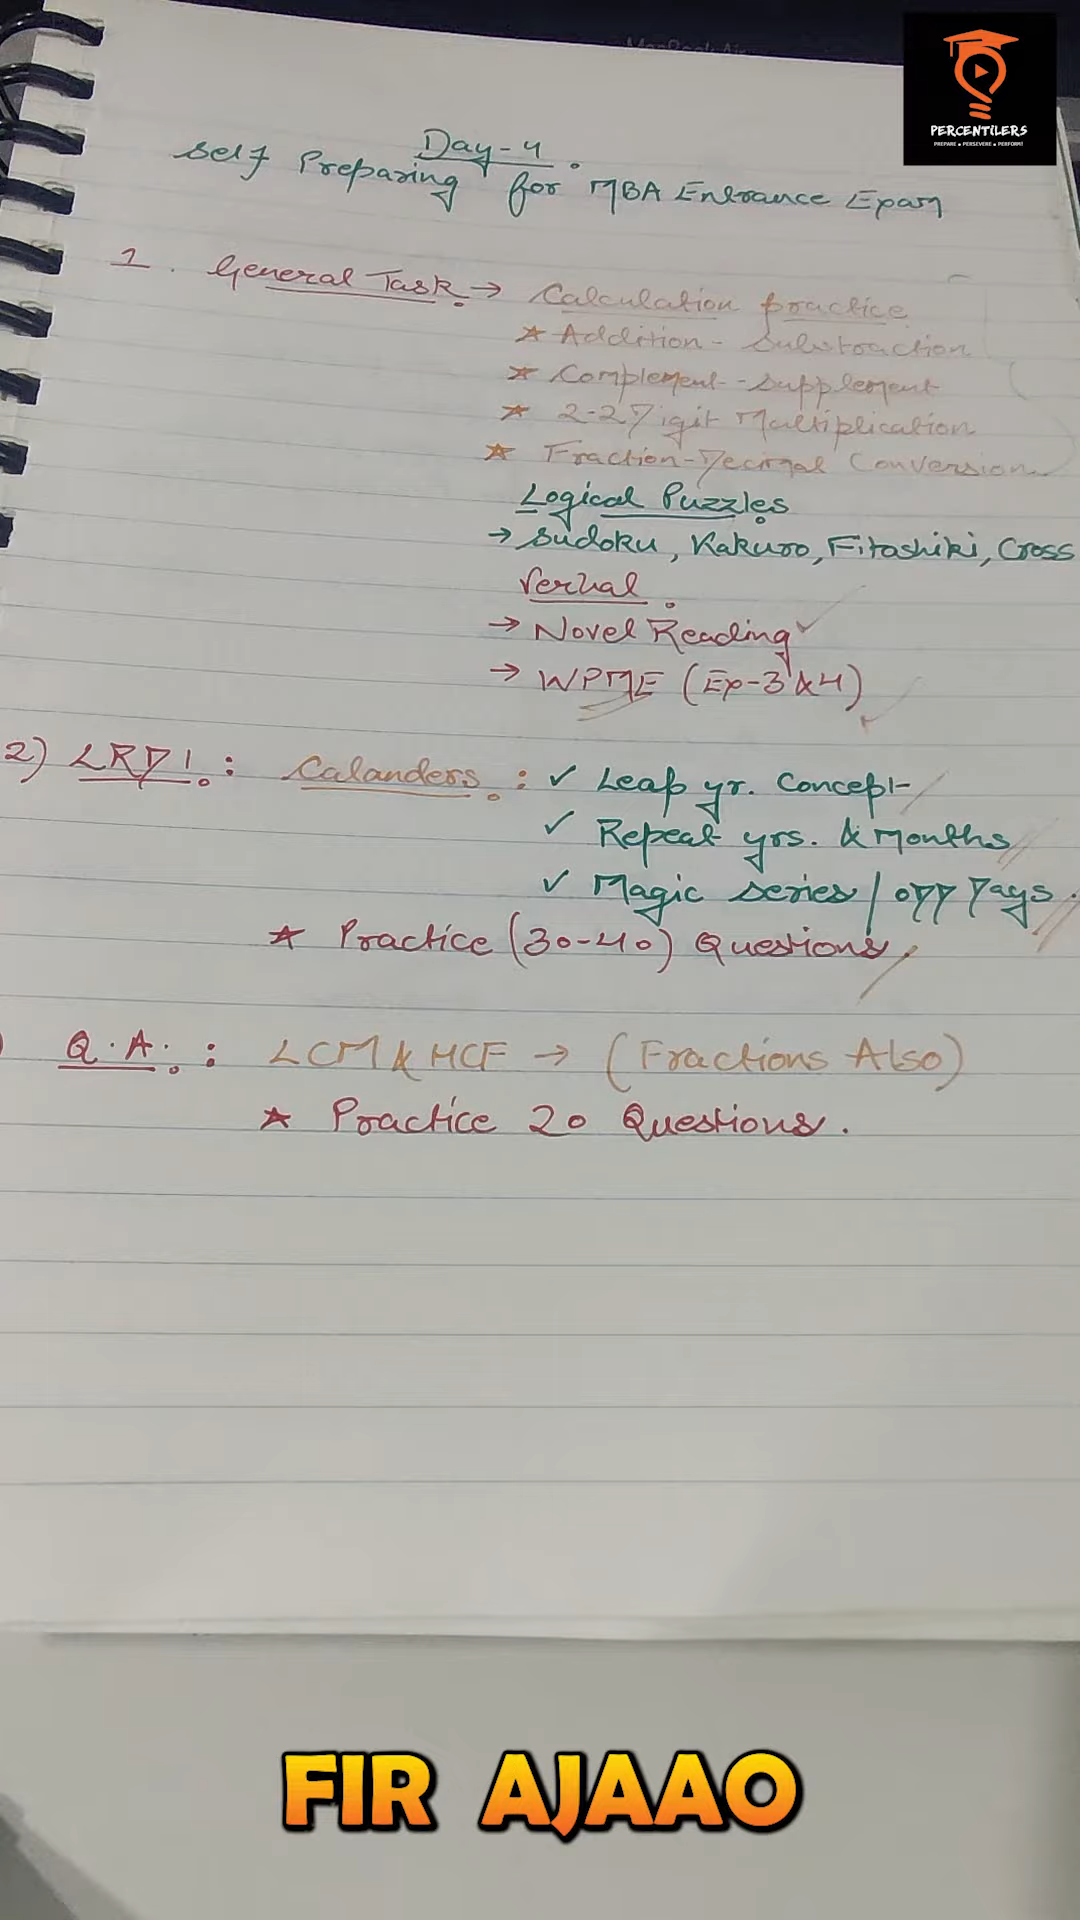 PERCENTILERS
PREPARE • PERSEVERE • PERFORM!
Day-4.
Self Preparing for MBA Entrance Exam
1. General Task → Calculation practice
★ Addition - Substraction
★ Complement - Supplement
★ 2-2 Digit Multiplication
★ Fraction-Decimal Conversion
Logical Puzzles
→ Sudoku, Kakuro, Fitoshiki, Cross
Verbal
→ Novel Reading ✓
→ WPME (Ex-3 & 4)
2) LRDI : Calanders : ✓ Leap yr. Concept
✓ Repeat yrs. & Months
✓ Magic Series / ODD Days.
★ Practice (30-40) Questions
Q.A. : LCM & HCF → (Fractions Also)
★ Practice 20 Questions.
FIR AJAAO